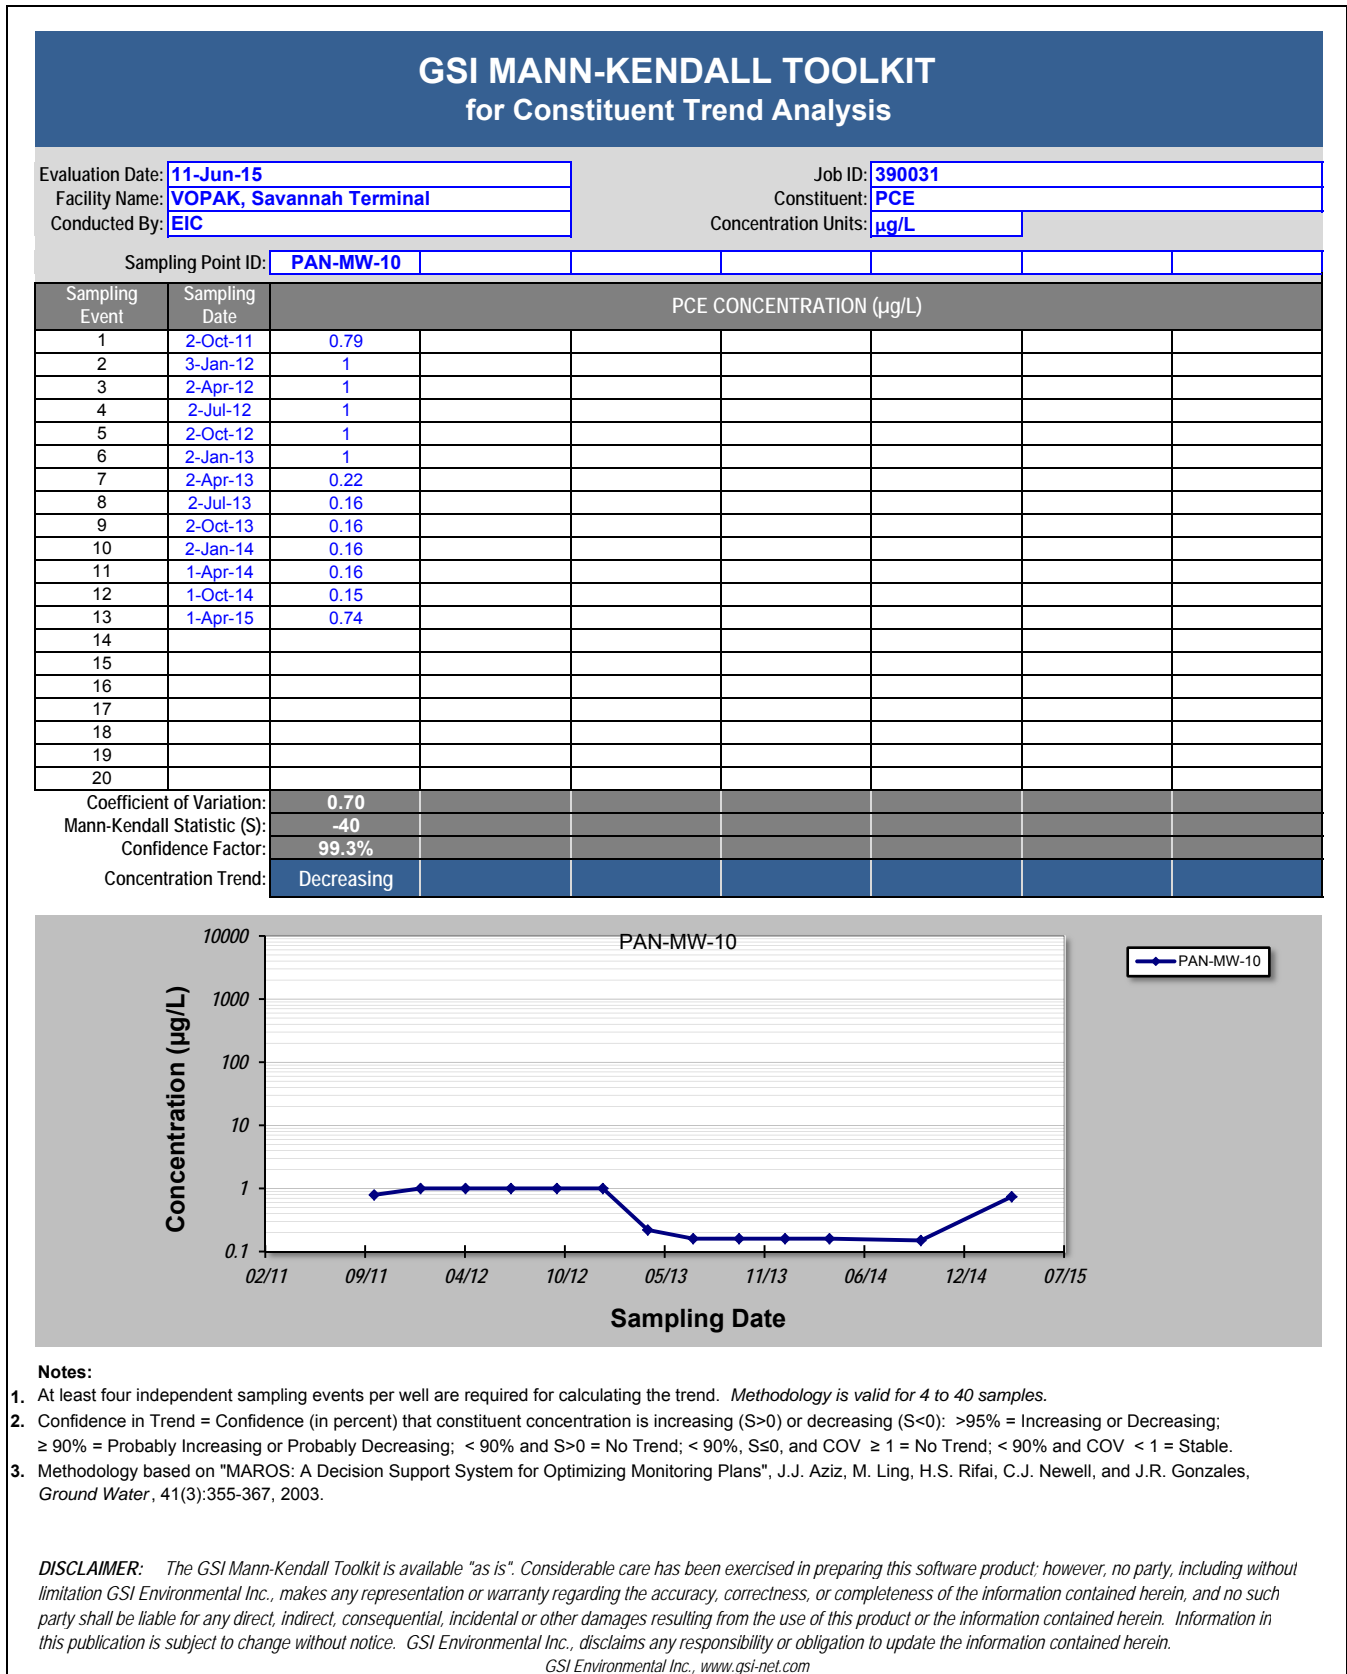 GSI MANN-KENDALL TOOLKIT
for Constituent Trend Analysis
Evaluation Date: 11-Jun-15 Job ID: 390031
Facility Name: VOPAK, Savannah Terminal Constituent: PCE
Conducted By: EIC Concentration Units: µg/L
Sampling Point ID: PAN-MW-10
Sampling Event Sampling Date PCE CONCENTRATION (µg/L)
1 2-Oct-11 0.79
2 3-Jan-12 1
3 2-Apr-12 1
4 2-Jul-12 1
5 2-Oct-12 1
6 2-Jan-13 1
7 2-Apr-13 0.22
8 2-Jul-13 0.16
9 2-Oct-13 0.16
10 2-Jan-14 0.16
11 1-Apr-14 0.16
12 1-Oct-14 0.15
13 1-Apr-15 0.74
14
15
16
17
18
19
20
Coefficient of Variation: 0.70
Mann-Kendall Statistic (S): -40
Confidence Factor: 99.3%
Concentration Trend: Decreasing
PAN-MW-10
PAN-MW-10
Concentration (µg/L)
10000
1000
100
10
1
0.1
02/11 09/11 04/12 10/12 05/13 11/13 06/14 12/14 07/15
Sampling Date
Notes:
1. At least four independent sampling events per well are required for calculating the trend. Methodology is valid for 4 to 40 samples.
2. Confidence in Trend = Confidence (in percent) that constituent concentration is increasing (S>0) or decreasing (S<0): >95% = Increasing or Decreasing;
≥ 90% = Probably Increasing or Probably Decreasing; < 90% and S>0 = No Trend; < 90%, S≤0, and COV ≥ 1 = No Trend; < 90% and COV < 1 = Stable.
3. Methodology based on "MAROS: A Decision Support System for Optimizing Monitoring Plans", J.J. Aziz, M. Ling, H.S. Rifai, C.J. Newell, and J.R. Gonzales,
Ground Water, 41(3):355-367, 2003.
DISCLAIMER: The GSI Mann-Kendall Toolkit is available "as is". Considerable care has been exercised in preparing this software product; however, no party, including without
limitation GSI Environmental Inc., makes any representation or warranty regarding the accuracy, correctness, or completeness of the information contained herein, and no such
party shall be liable for any direct, indirect, consequential, incidental or other damages resulting from the use of this product or the information contained herein. Information in
this publication is subject to change without notice. GSI Environmental Inc., disclaims any responsibility or obligation to update the information contained herein.
GSI Environmental Inc., www.gsi-net.com